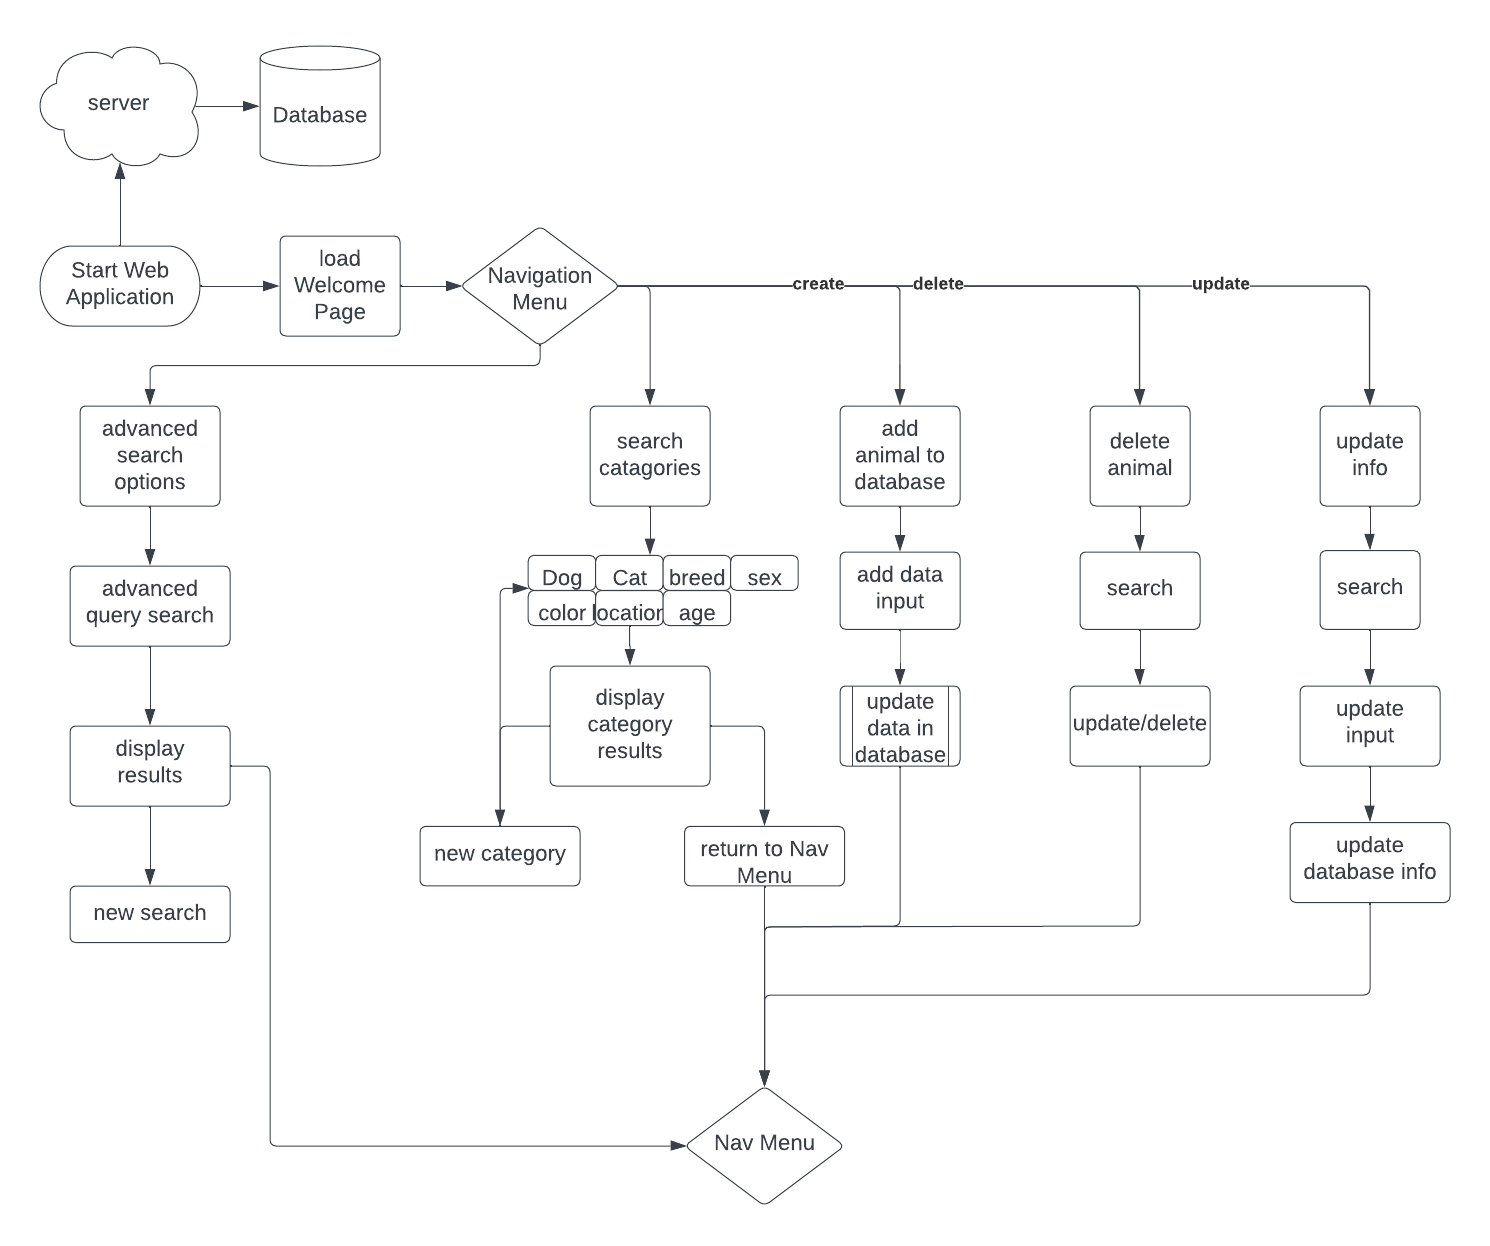 server
Database
Start Web
Application
load
Welcome
Page
Navigation
Menu
create
delete
update
advanced
search
options
search
catagories
add
animal to
database
delete
animal
update
info
advanced
query search
Dog
Cat
breed
sex
color
location
age
add data
input
search
search
display
results
display
category
results
update
data in
database
update/delete
update
input
new category
return to Nav
Menu
update
database info
new search
Nav Menu